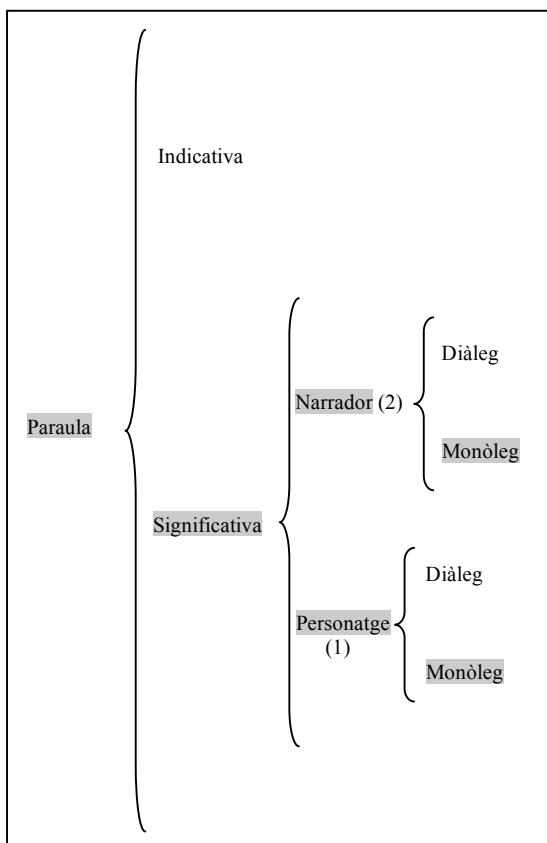 Indicativa
Diàleg
Narrador (2)
Paraula
Monòleg
Significativa
Diàleg
Personatge
(1)
Monòleg